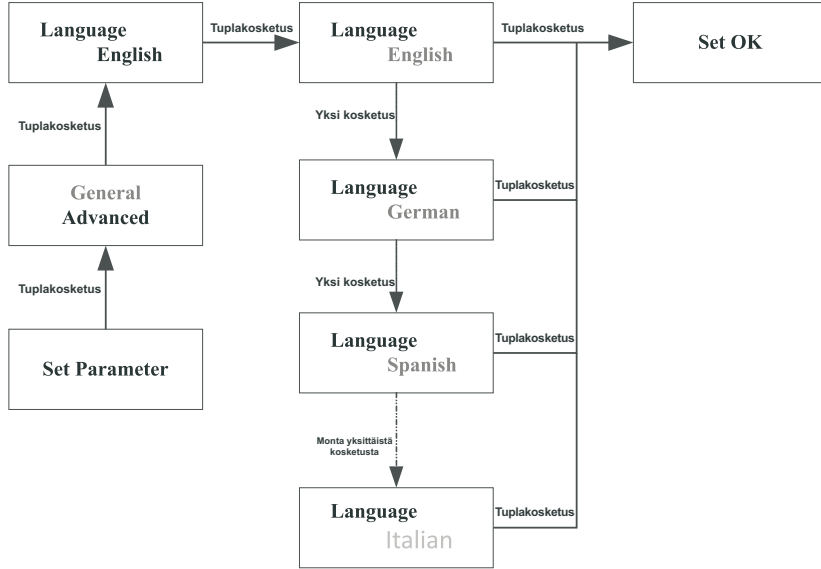 Language
English
Tuplakosketus
Language
English
Tuplakosketus
Set OK
Tuplakosketus
Yksi kosketus
General
Advanced
Language
German
Tuplakosketus
Tuplakosketus
Yksi kosketus
Set Parameter
Language
Spanish
Tuplakosketus
Monta yksittäistä
kosketusta
Language
Italian
Tuplakosketus